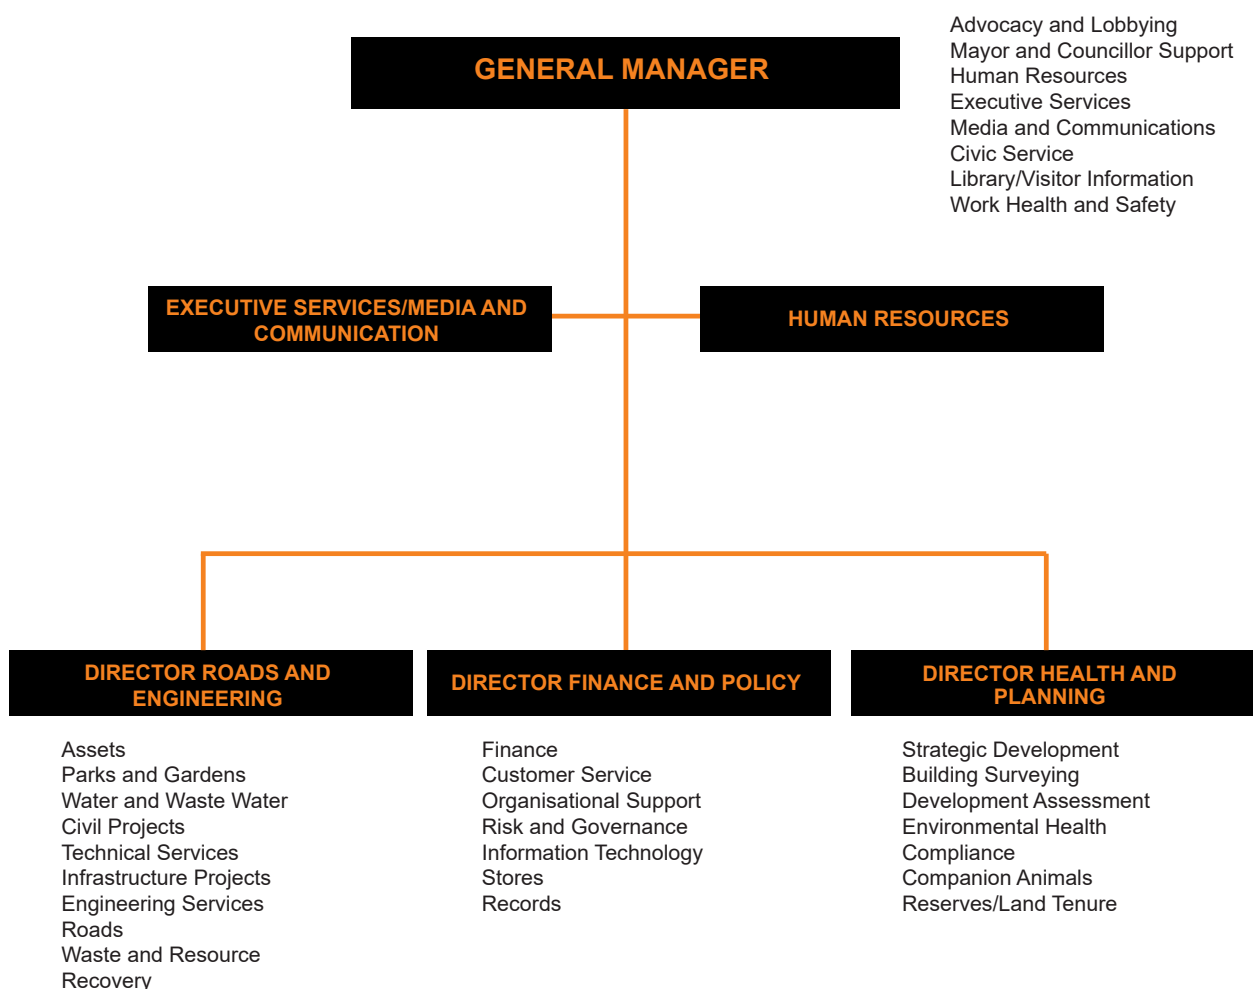 GENERAL MANAGER
Advocacy and Lobbying
Mayor and Councillor Support
Human Resources
Executive Services
Media and Communications
Civic Service
Library/Visitor Information
Work Health and Safety
EXECUTIVE SERVICES/MEDIA AND
COMMUNICATION
HUMAN RESOURCES
DIRECTOR ROADS AND
ENGINEERING
Assets
Parks and Gardens
Water and Waste Water
Civil Projects
Technical Services
Infrastructure Projects
Engineering Services
Roads
Waste and Resource
Recovery
DIRECTOR FINANCE AND POLICY
Finance
Customer Service
Organisational Support
Risk and Governance
Information Technology
Stores
Records
DIRECTOR HEALTH AND
PLANNING
Strategic Development
Building Surveying
Development Assessment
Environmental Health
Compliance
Companion Animals
Reserves/Land Tenure